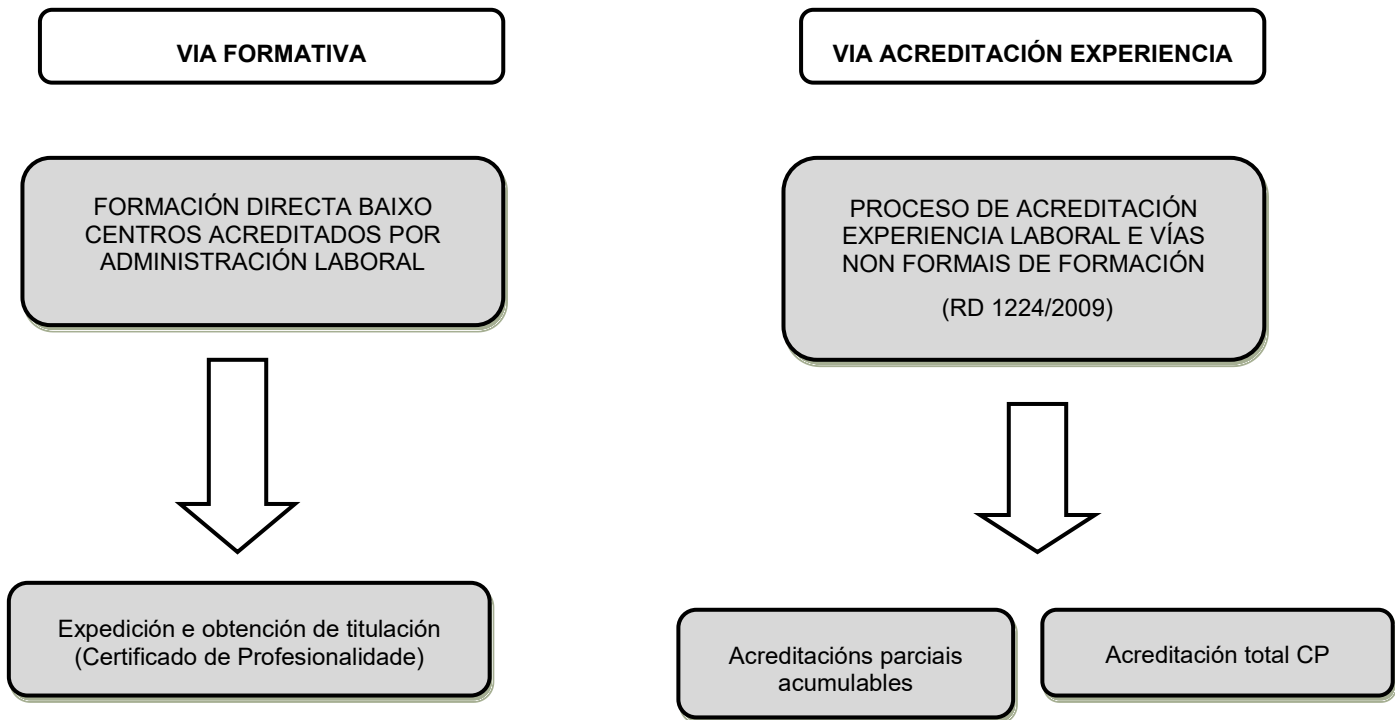 VIA FORMATIVA
VIA ACREDITACIÓN EXPERIENCIA
FORMACIÓN DIRECTA BAIXO
CENTROS ACREDITADOS POR
ADMINISTRACIÓN LABORAL
PROCESO DE ACREDITACIÓN
EXPERIENCIA LABORAL E VÍAS
NON FORMAIS DE FORMACIÓN
(RD 1224/2009)
Expedición e obtención de titulación
(Certificado de Profesionalidade)
Acreditacións parciais
acumulables
Acreditación total CP